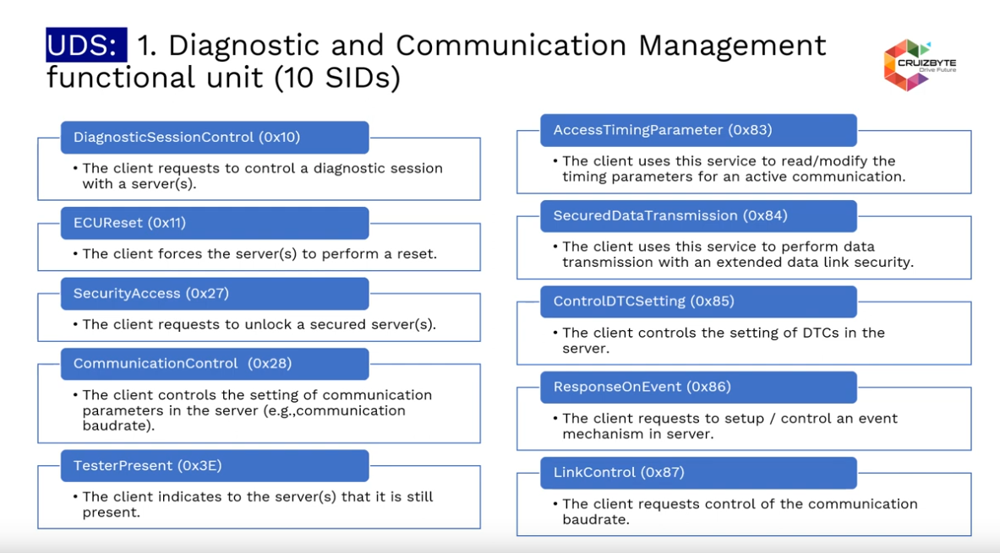 UDS: 1. Diagnostic and Communication Management
functional unit (10 SIDs)
CRUIZBYTE
Drive Future
DiagnosticSessionControl (0x10)
• The client requests to control a diagnostic session
with a server(s).
ECUReset (0x11)
• The client forces the server(s) to perform a reset.
SecurityAccess (0x27)
• The client requests to unlock a secured server(s).
CommunicationControl (0x28)
• The client controls the setting of communication
parameters in the server (e.g.,communication
baudrate).
TesterPresent (0x3E)
• The client indicates to the server(s) that it is still
present.
AccessTimingParameter (0x83)
• The client uses this service to read/modify the
timing parameters for an active communication.
SecuredDataTransmission (0x84)
• The client uses this service to perform data
transmission with an extended data link security.
ControlDTCSetting (0x85)
• The client controls the setting of DTCs in the
server.
ResponseOnEvent (0x86)
• The client requests to setup / control an event
mechanism in server.
LinkControl (0x87)
• The client requests control of the communication
baudrate.